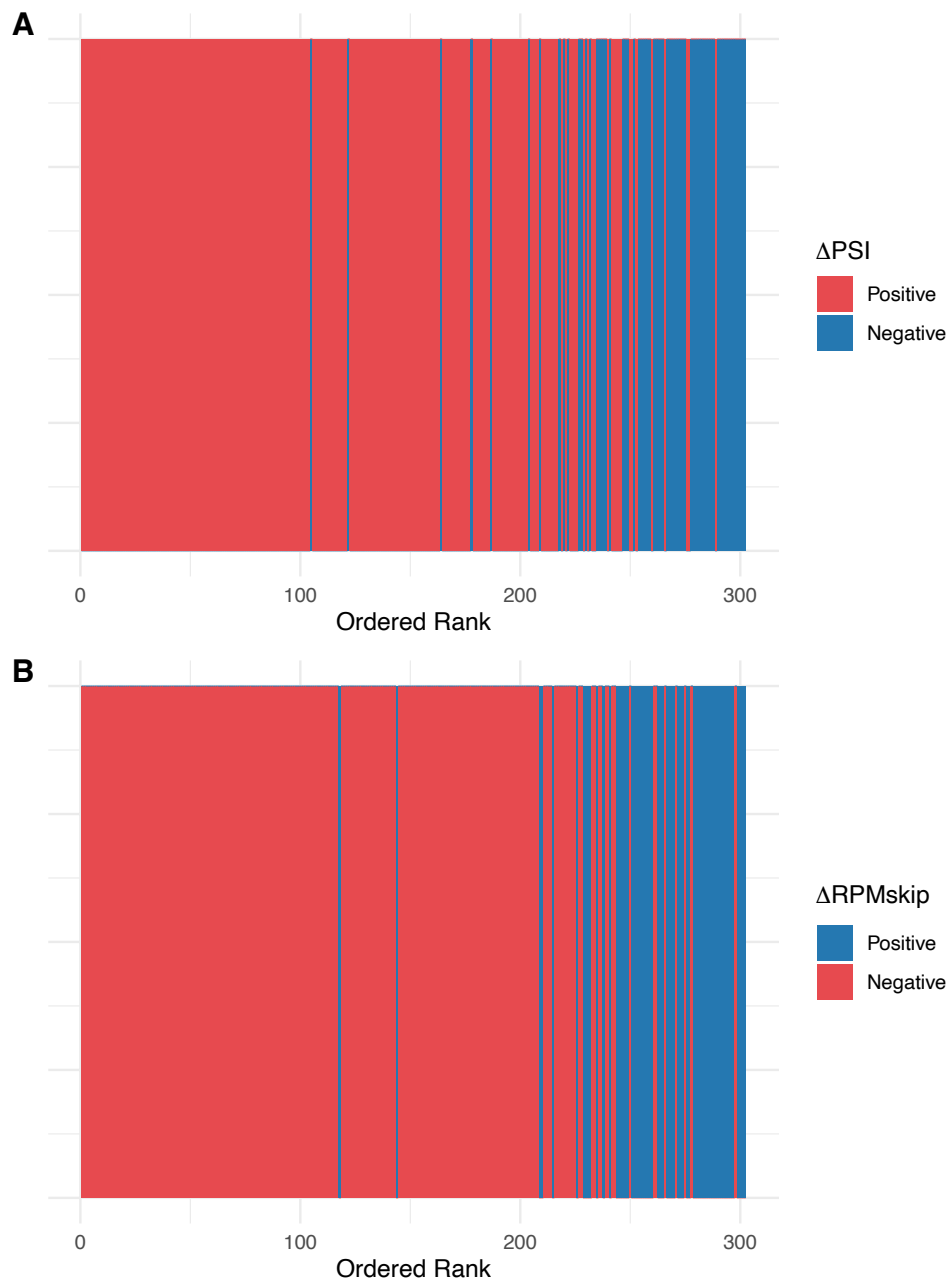 A
ΔPSI
Positive
Negative
0 100 200 300
Ordered Rank
B
ΔRPMskip
Positive
Negative
0 100 200 300
Ordered Rank